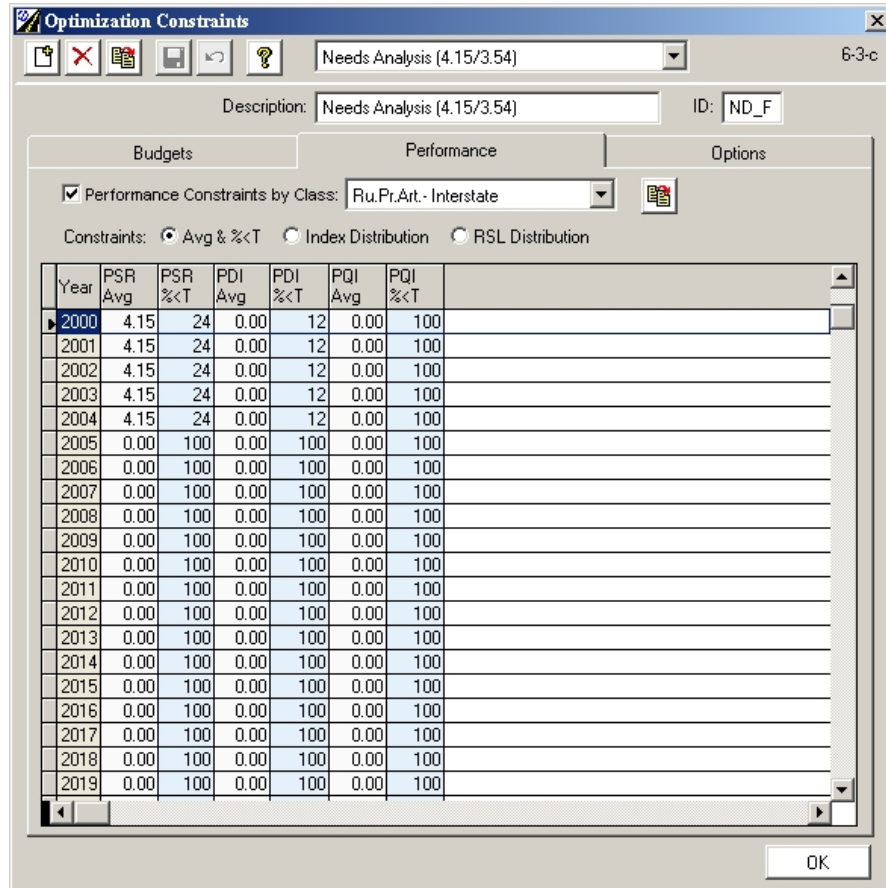 Optimization Constraints
Needs Analysis (4.15/3.54) 6-3-c
Description: Needs Analysis (4.15/3.54) ID: ND_F
Budgets Performance Options
Performance Constraints by Class: Ru.Pr.Art.- Interstate
Constraints: Avg & %<T Index Distribution RSL Distribution
Year PSR Avg PSR %<T PDI Avg PDI %<T PQI Avg PQI %<T
2000 4.15 24 0.00 12 0.00 100
2001 4.15 24 0.00 12 0.00 100
2002 4.15 24 0.00 12 0.00 100
2003 4.15 24 0.00 12 0.00 100
2004 4.15 24 0.00 12 0.00 100
2005 0.00 100 0.00 100 0.00 100
2006 0.00 100 0.00 100 0.00 100
2007 0.00 100 0.00 100 0.00 100
2008 0.00 100 0.00 100 0.00 100
2009 0.00 100 0.00 100 0.00 100
2010 0.00 100 0.00 100 0.00 100
2011 0.00 100 0.00 100 0.00 100
2012 0.00 100 0.00 100 0.00 100
2013 0.00 100 0.00 100 0.00 100
2014 0.00 100 0.00 100 0.00 100
2015 0.00 100 0.00 100 0.00 100
2016 0.00 100 0.00 100 0.00 100
2017 0.00 100 0.00 100 0.00 100
2018 0.00 100 0.00 100 0.00 100
2019 0.00 100 0.00 100 0.00 100
OK